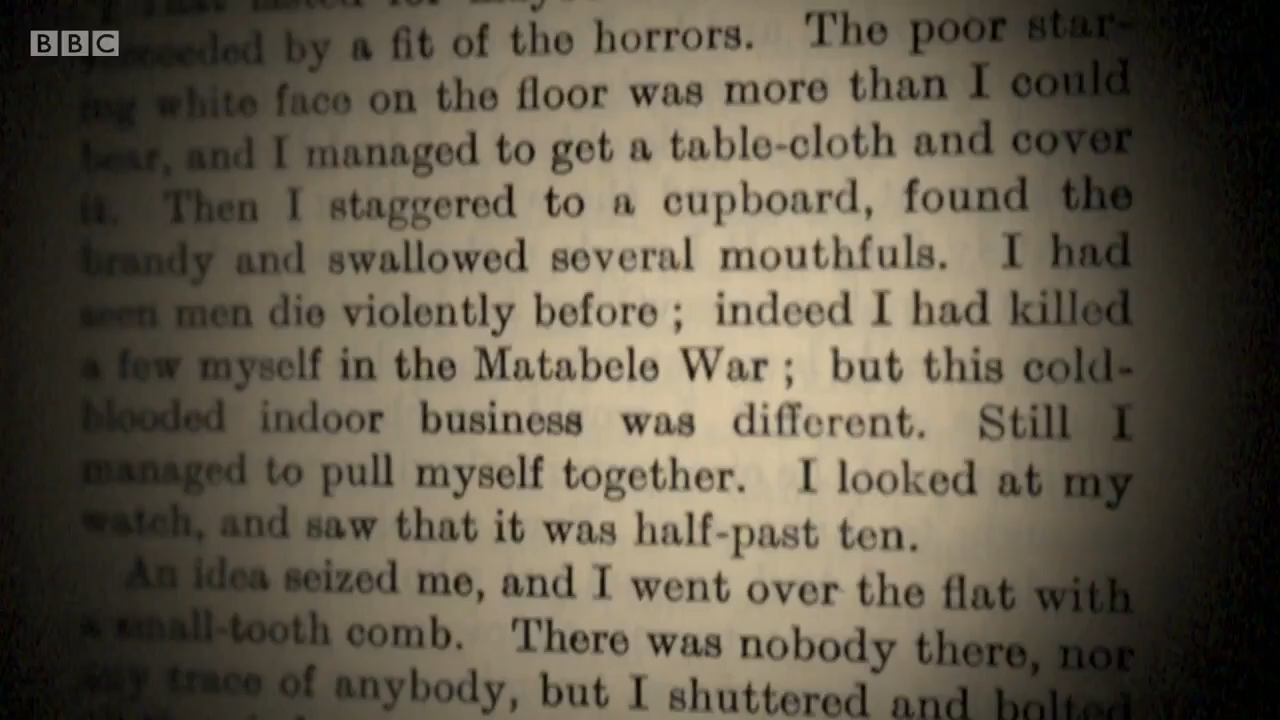 BBC
succeeded by a fit of the horrors. The poor star-
ing white face on the floor was more than I could
bear, and I managed to get a table-cloth and cover
it. Then I staggered to a cupboard, found the
brandy and swallowed several mouthfuls. I had
seen men die violently before ; indeed I had killed
a few myself in the Matabele War ; but this cold-
blooded indoor business was different. Still I
managed to pull myself together. I looked at my
watch, and saw that it was half-past ten.
An idea seized me, and I went over the flat with
a small-tooth comb. There was nobody there, nor
any trace of anybody, but I shuttered and bolted